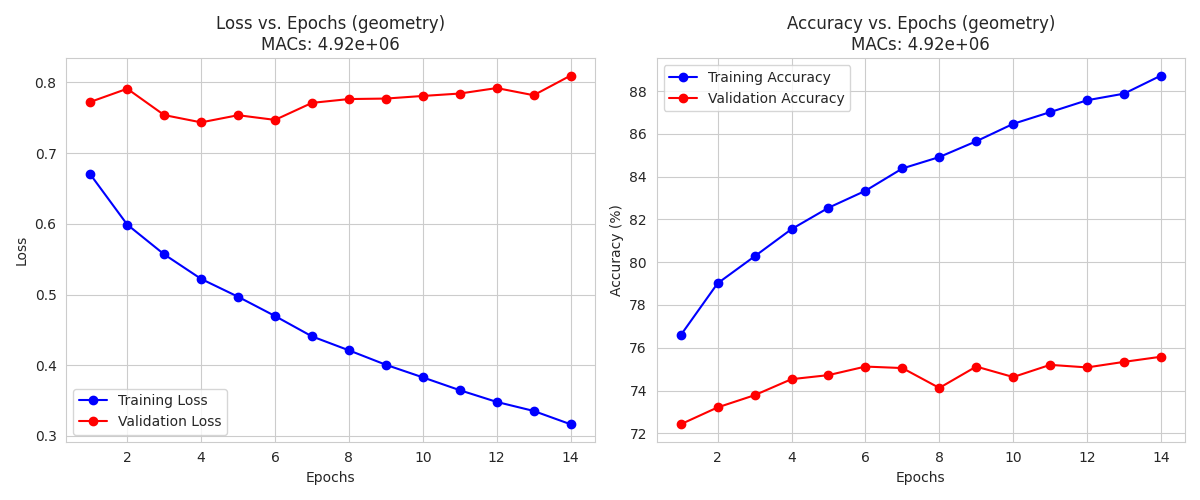 Loss vs. Epochs (geometry)
MACs: 4.92e+06
0.8
0.7
0.6
0.5
0.4
0.3
Loss
Training Loss
Validation Loss
2 4 6 8 10 12 14
Epochs
Accuracy vs. Epochs (geometry)
MACs: 4.92e+06
Training Accuracy
Validation Accuracy
88
86
84
82
80
78
76
74
72
Accuracy (%)
2 4 6 8 10 12 14
Epochs